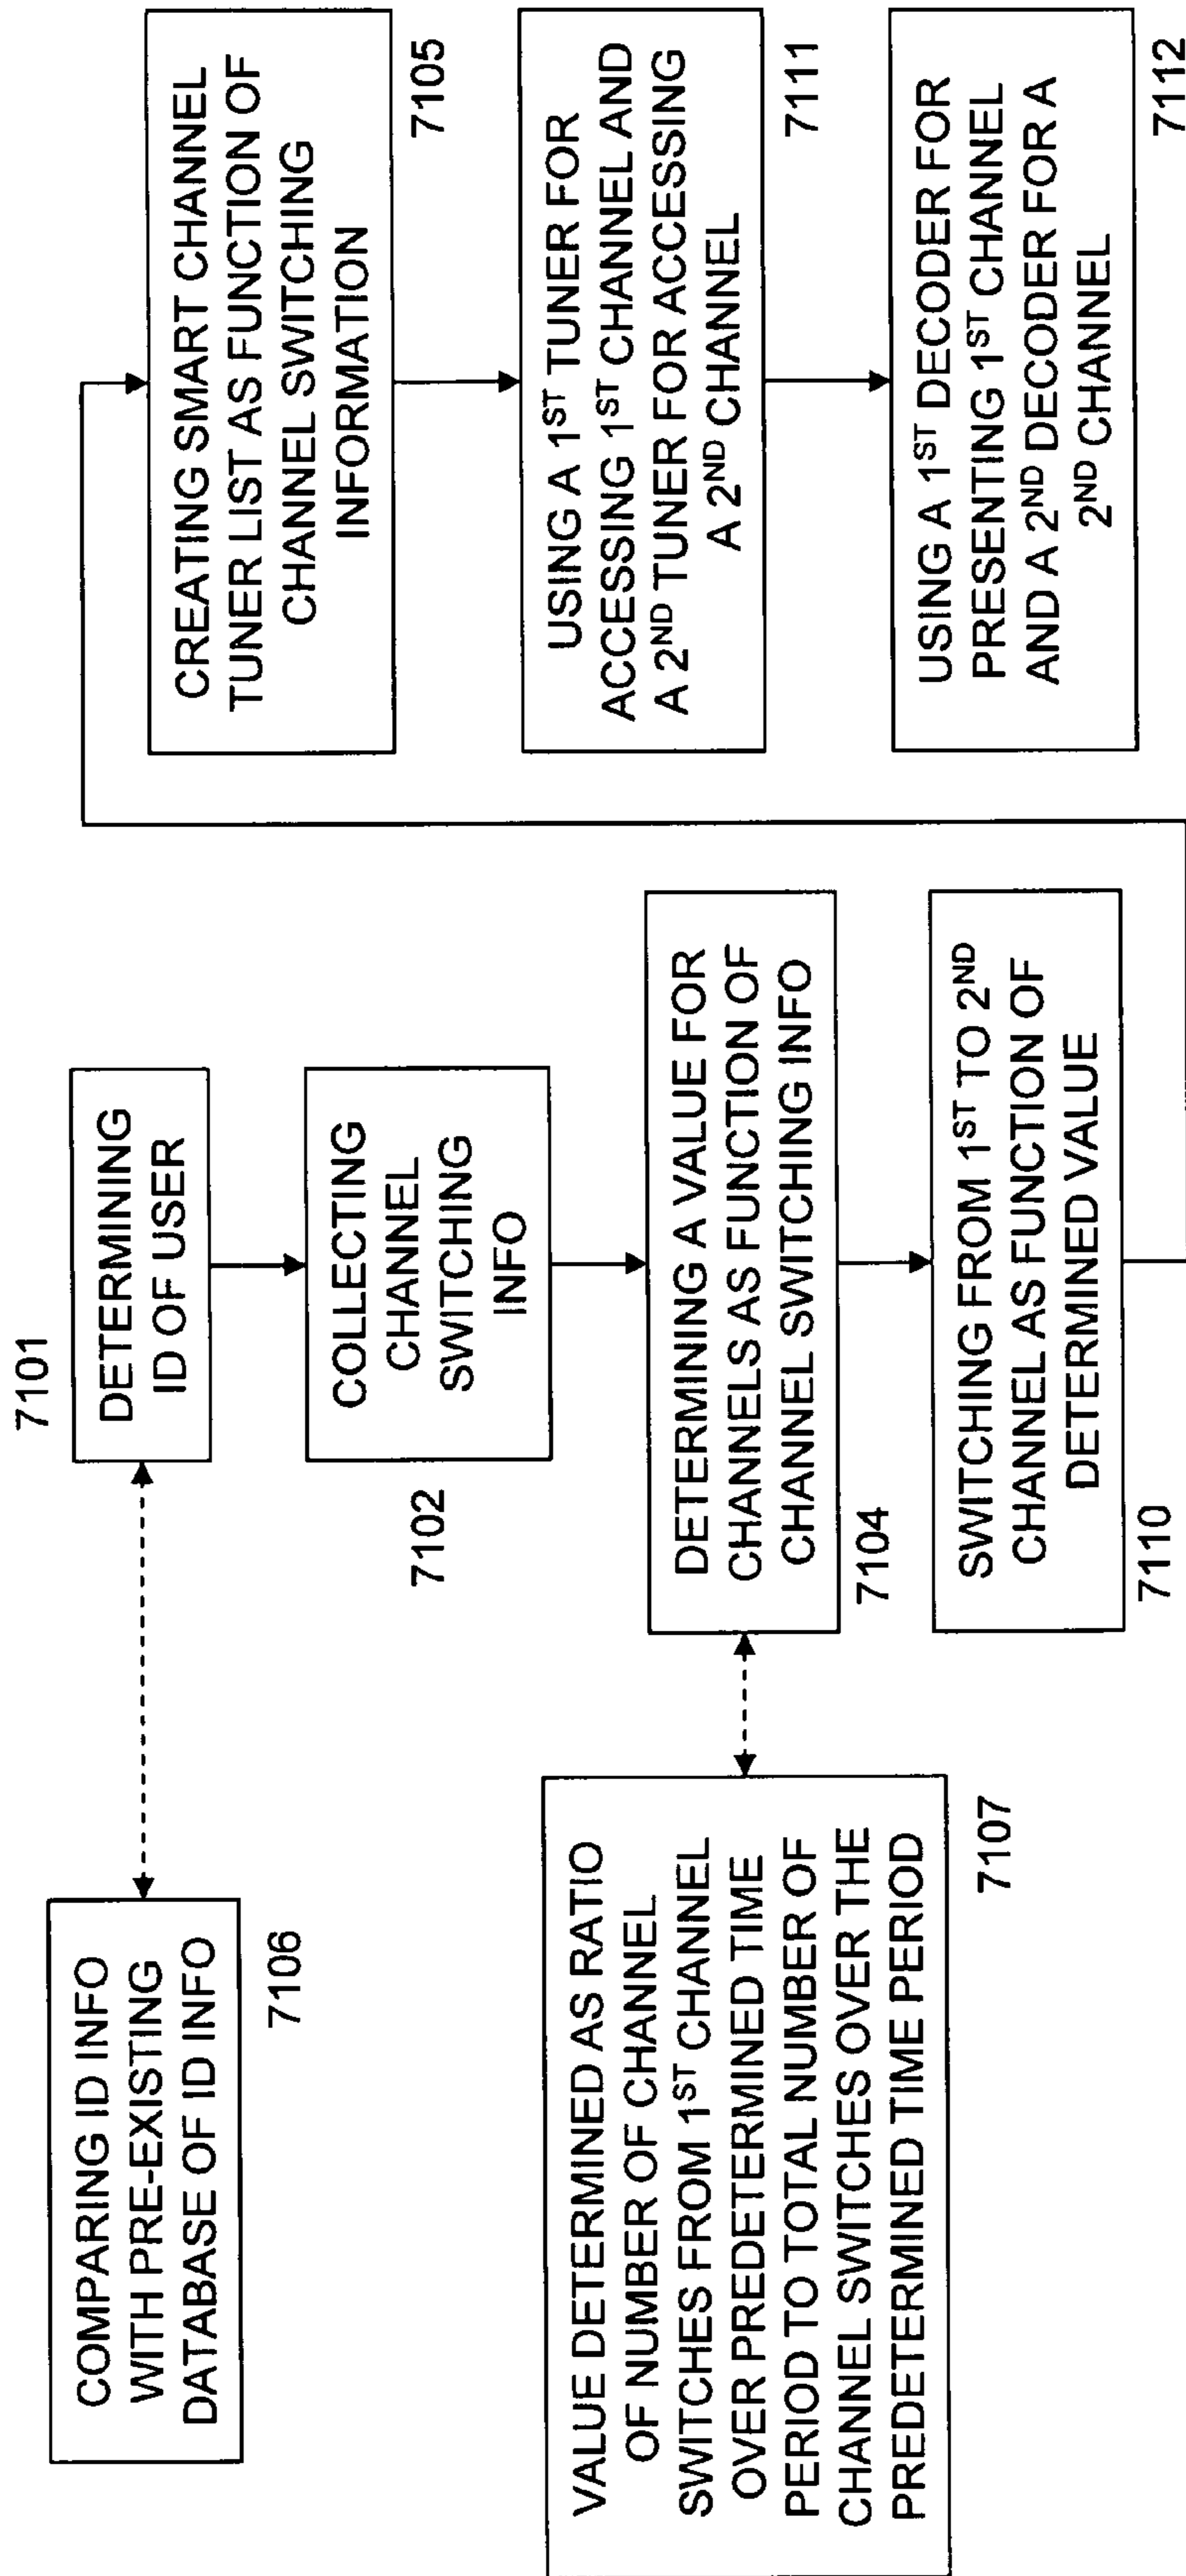 COMPARING ID INFO
WITH PRE-EXISTING
DATABASE OF ID INFO
7106
7101
DETERMINING
ID OF USER
7102
COLLECTING
CHANNEL
SWITCHING
INFO
VALUE DETERMINED AS RATIO
OF NUMBER OF CHANNEL
SWITCHES FROM 1ST CHANNEL
OVER PREDETERMINED TIME
PERIOD TO TOTAL NUMBER OF
CHANNEL SWITCHES OVER THE
PREDETERMINED TIME PERIOD
7107
DETERMINING A VALUE FOR
CHANNELS AS FUNCTION OF
CHANNEL SWITCHING INFO
7104
SWITCHING FROM 1ST TO 2ND
CHANNEL AS FUNCTION OF
DETERMINED VALUE
7110
CREATING SMART CHANNEL
TUNER LIST AS FUNCTION OF
CHANNEL SWITCHING
INFORMATION
7105
USING A 1ST TUNER FOR
ACCESSING 1ST CHANNEL AND
A 2ND TUNER FOR ACCESSING
A 2ND CHANNEL
7111
USING A 1ST DECODER FOR
PRESENTING 1ST CHANNEL
AND A 2ND DECODER FOR A
2ND CHANNEL
7112